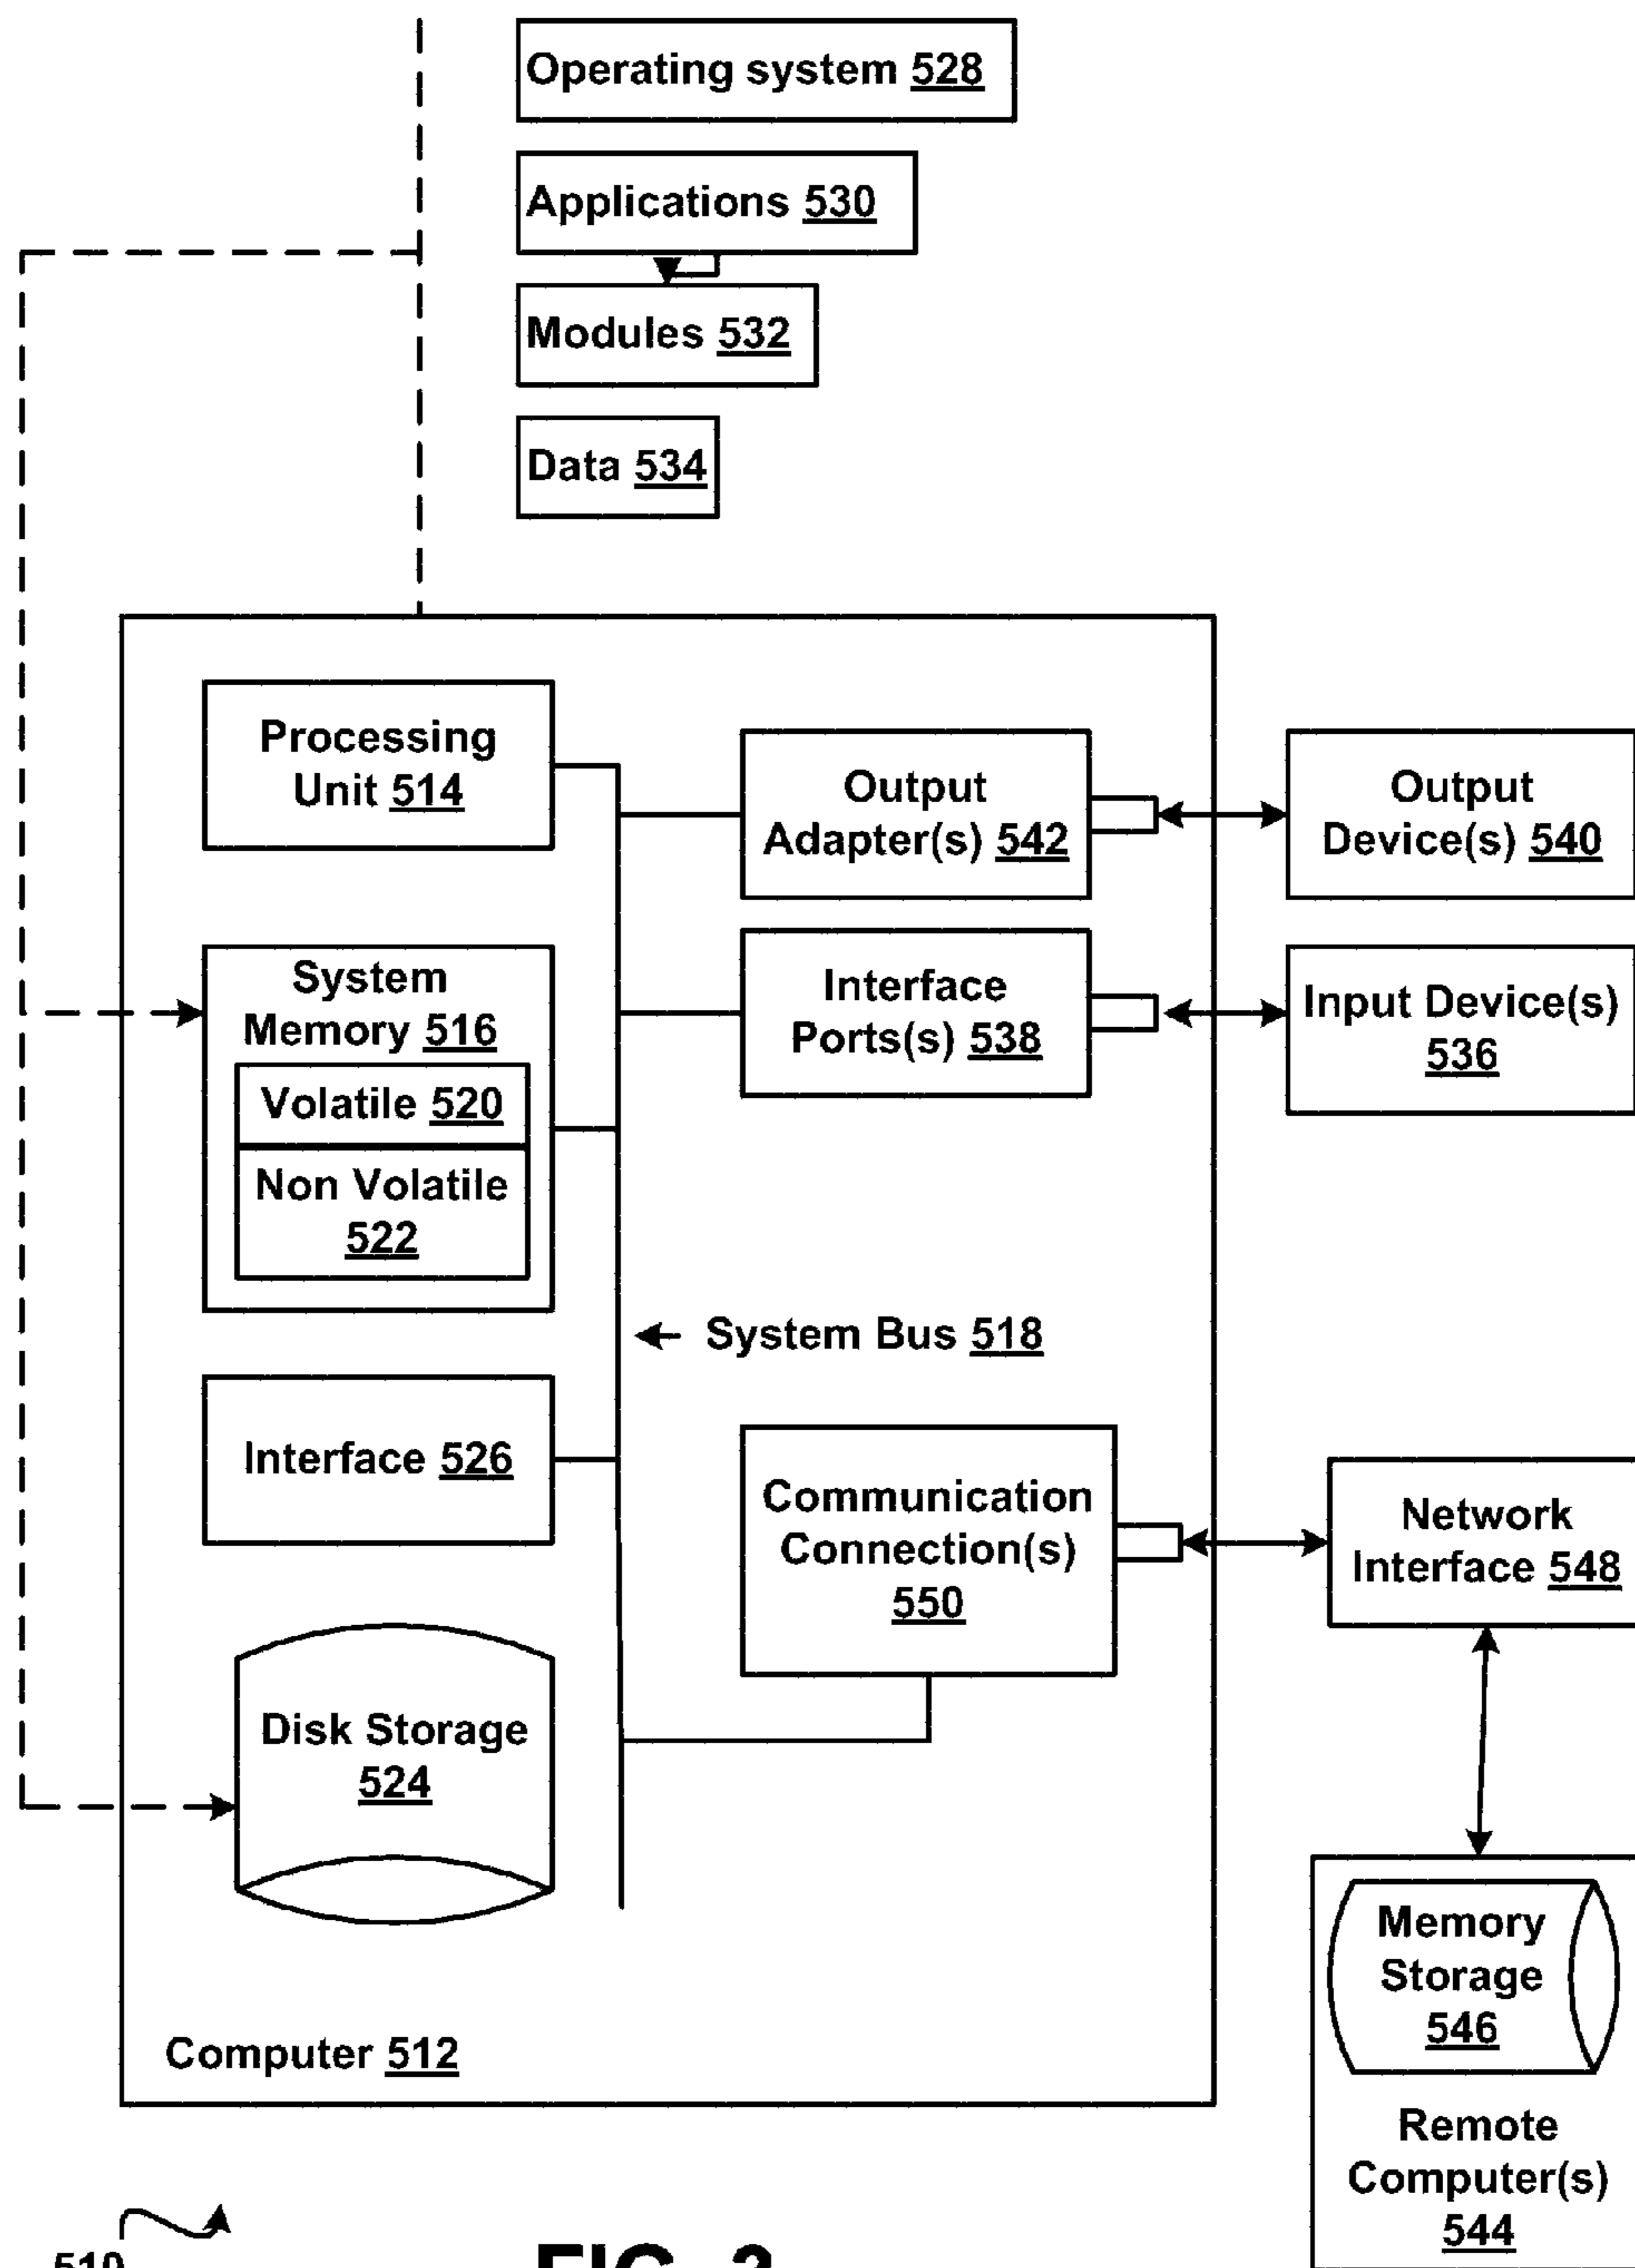 Operating system 528
Applications 530
Modules 532
Data 534
Processing
Unit 514
Output
Adapter(s) 542
Output
Device(s) 540
System
Memory 516
Volatile 520
Non Volatile
522
Interface
Ports(s) 538
Input Device(s)
536
System Bus 518
Interface 526
Communication
Connection(s)
550
Network
Interface 548
Disk Storage
524
Memory
Storage
546
Computer 512
Remote
Computer(s)
544